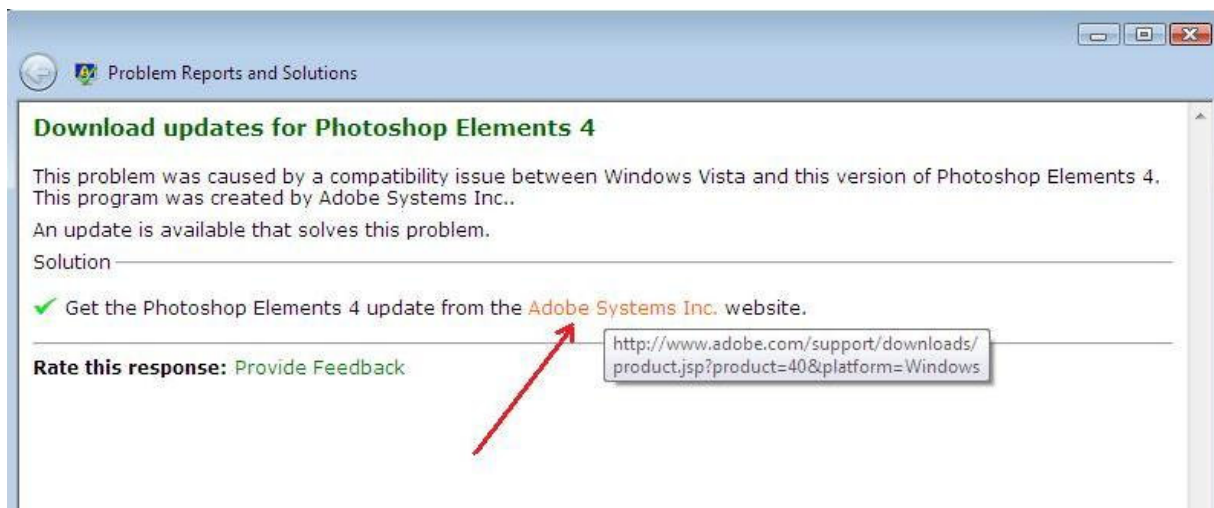 Problem Reports and Solutions
Download updates for Photoshop Elements 4
This problem was caused by a compatibility issue between Windows Vista and this version of Photoshop Elements 4.
This program was created by Adobe Systems Inc..
An update is available that solves this problem.
Solution
Get the Photoshop Elements 4 update from the Adobe Systems Inc. website.
http://www.adobe.com/support/downloads/
product.jsp?product=40&platform=Windows
Rate this response: Provide Feedback